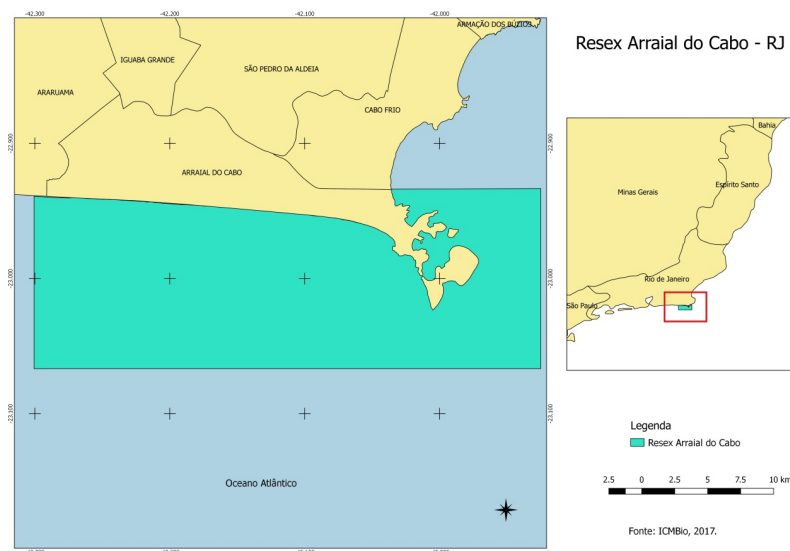 -42.300
-42.200
-42.100
-42.000
Resex Arraial do Cabo - RJ
ARMAÇÃO DOS BÚZIOS
IGUABA GRANDE
SÃO PEDRO DA ALDEIA
ARARUAMA
CABO FRIO
-22.900
-22.900
ARRAIAL DO CABO
-23.000
-23.000
-23.100
-23.100
Oceano Atlântico
Bahia
Minas Gerais
Espírito Santo
Rio de Janeiro
São Paulo
Legenda
Resex Arraial do Cabo
2.5 0 2.5 5 7.5 10 km
Fonte: ICMBio, 2017.